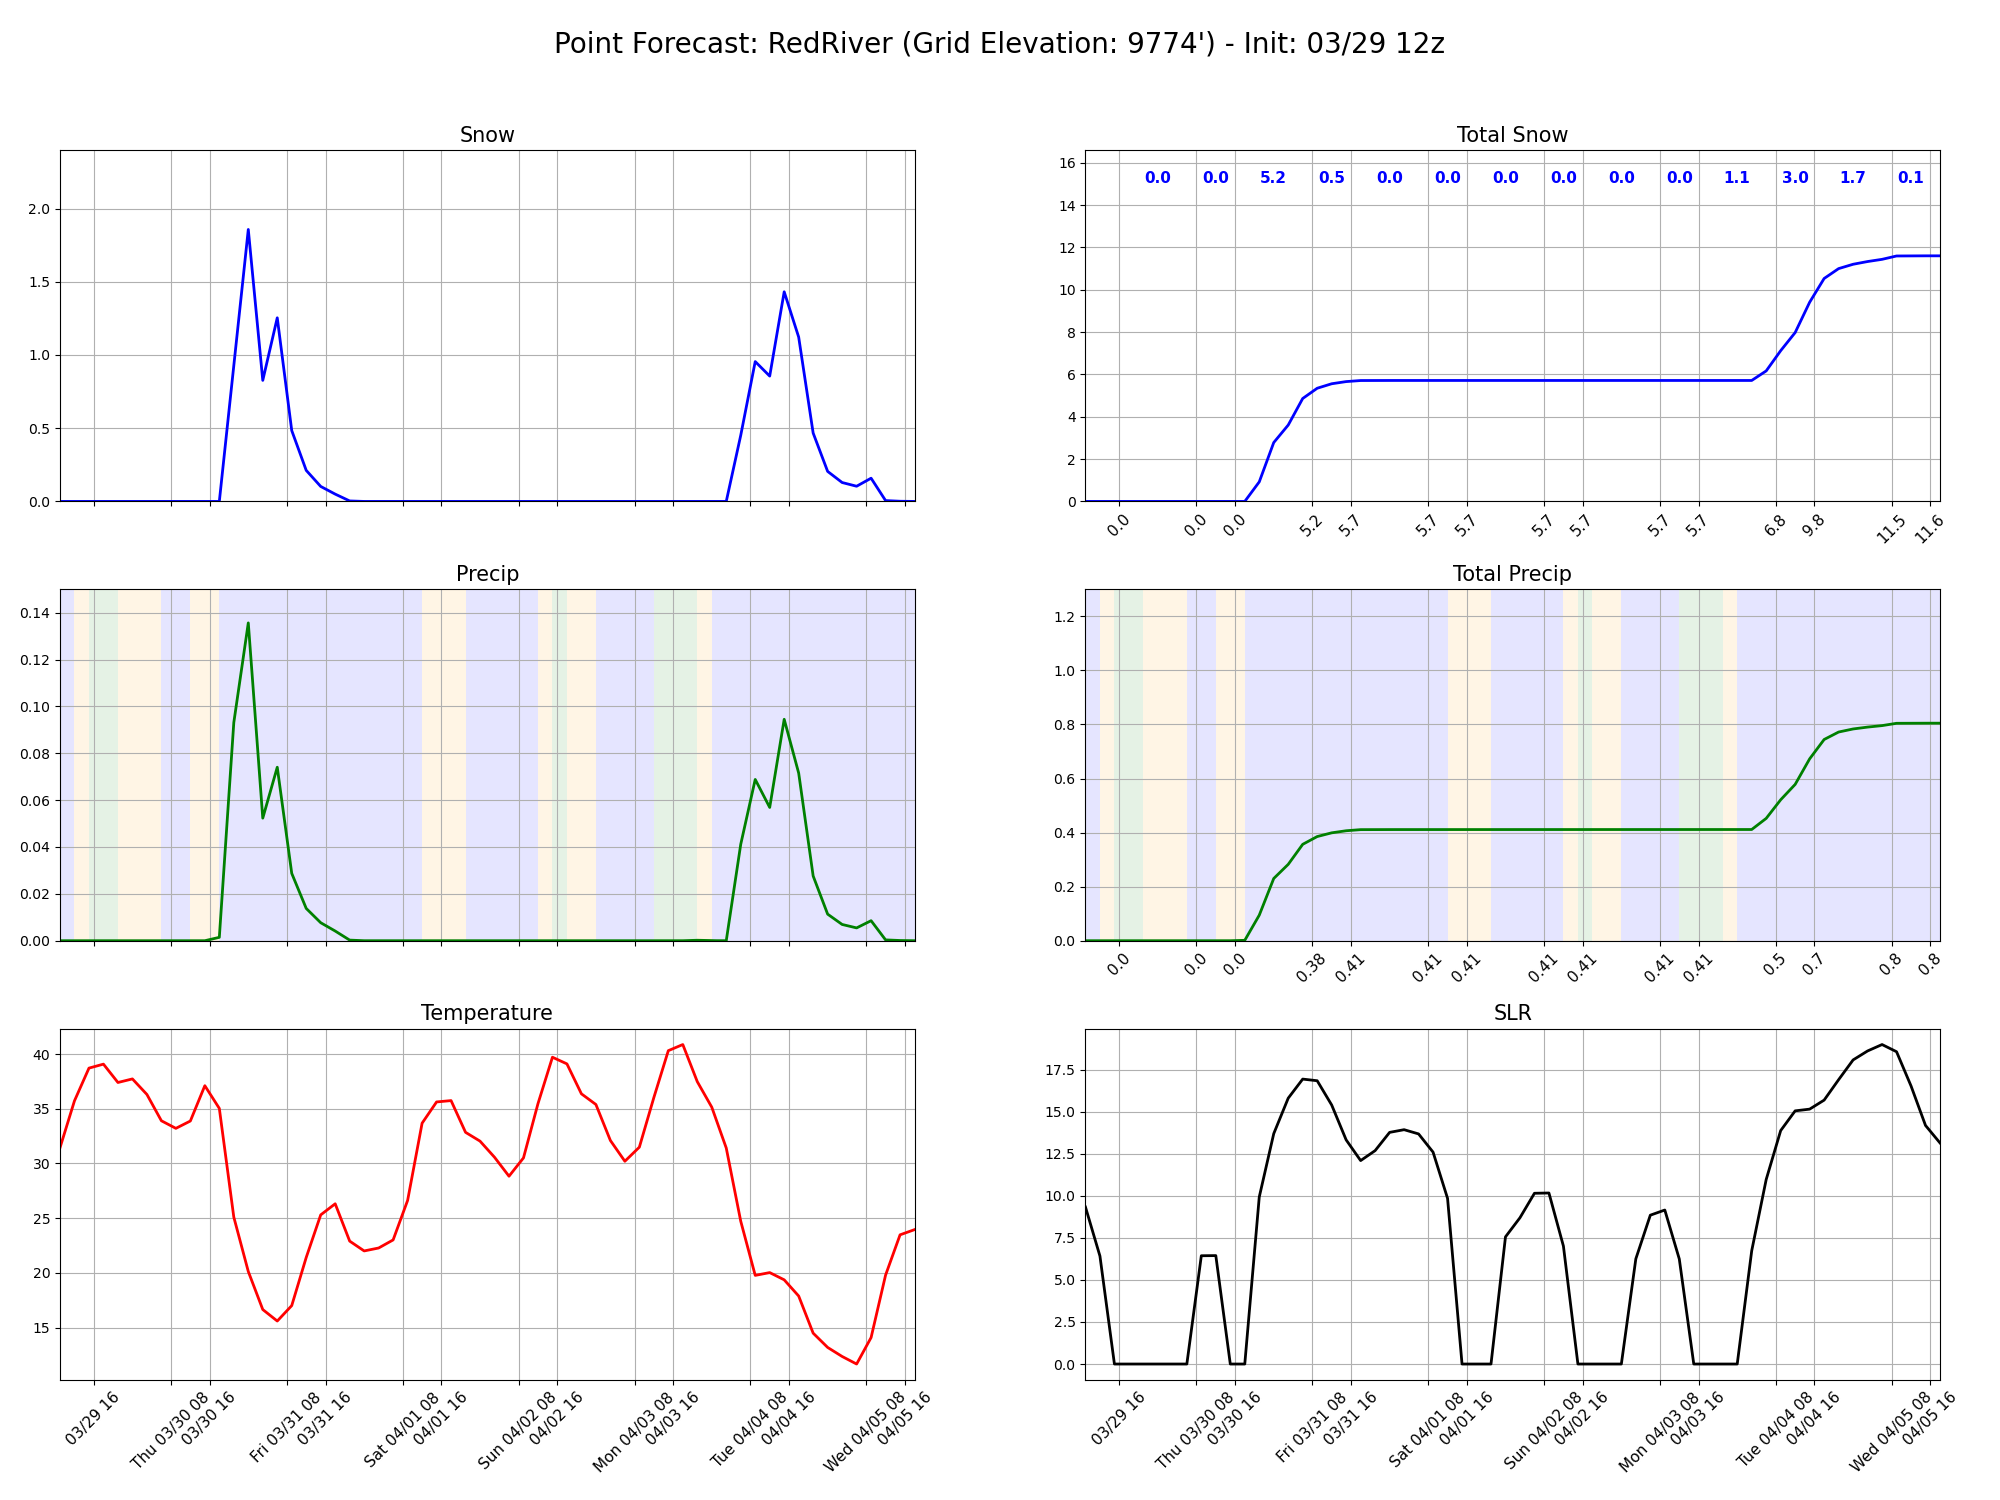 Point Forecast: RedRiver (Grid Elevation: 9774') - Init: 03/29 12z
Snow
2.0
1.5
1.0
0.5
0.0
Total Snow
0.0 0.0 5.2 0.5 0.0 0.0 0.0 0.0 0.0 0.0 1.1 3.0 1.7 0.1
16
14
12
10
8
6
4
2
0
0.0 0.0 0.0 5.2 5.7 5.7 5.7 5.7 5.7 5.7 5.7 6.8 9.8 11.5 11.6
Precip
0.14
0.12
0.10
0.08
0.06
0.04
0.02
0.00
Total Precip
1.2
1.0
0.8
0.6
0.4
0.2
0.0
0.0 0.0 0.0 0.38 0.41 0.41 0.41 0.41 0.41 0.41 0.41 0.5 0.7 0.8 0.8
Temperature
40
35
30
25
20
15
03/29 16
Thu 03/30 08
03/30 16
Fri 03/31 08
03/31 16
Sat 04/01 08
04/01 16
Sun 04/02 08
04/02 16
Mon 04/03 08
04/03 16
Tue 04/04 08
04/04 16
Wed 04/05 08
04/05 16
SLR
17.5
15.0
12.5
10.0
7.5
5.0
2.5
0.0
03/29 16
Thu 03/30 08
03/30 16
Fri 03/31 08
03/31 16
Sat 04/01 08
04/01 16
Sun 04/02 08
04/02 16
Mon 04/03 08
04/03 16
Tue 04/04 08
04/04 16
Wed 04/05 08
04/05 16